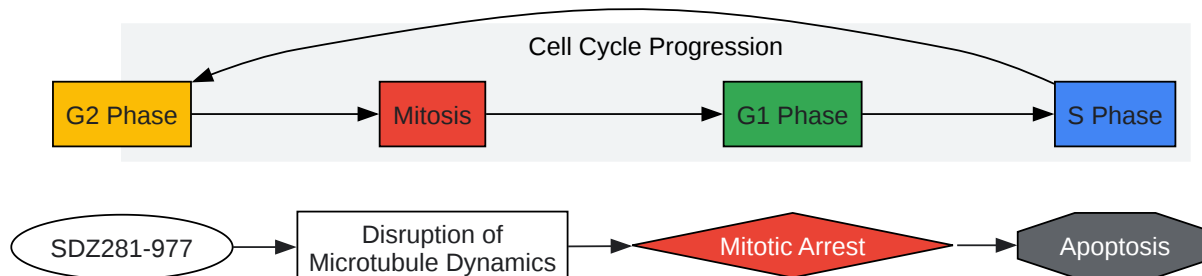 Cell Cycle Progression
G2 Phase
Mitosis
G1 Phase
S Phase
SDZ281-977
Disruption of
Microtubule Dynamics
Mitotic Arrest
Apoptosis